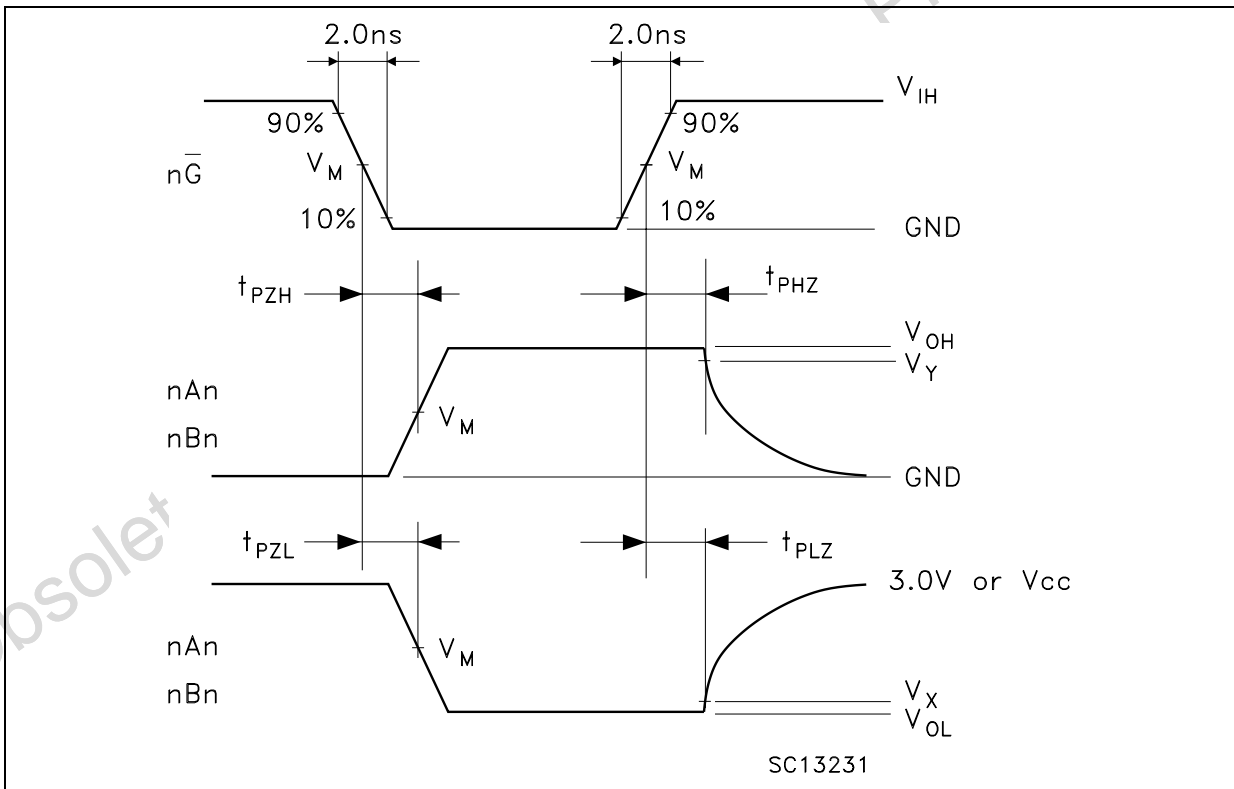 2.0ns 2.0ns
V_IH
90% 90%
nG̅ V_M V_M
10% 10%
GND
t_PZH t_PHZ
V_OH
V_Y
nAn
V_M
nBn
GND
t_PZL t_PLZ
3.0V or Vcc
nAn
V_M
nBn
V_X
V_OL
SC13231